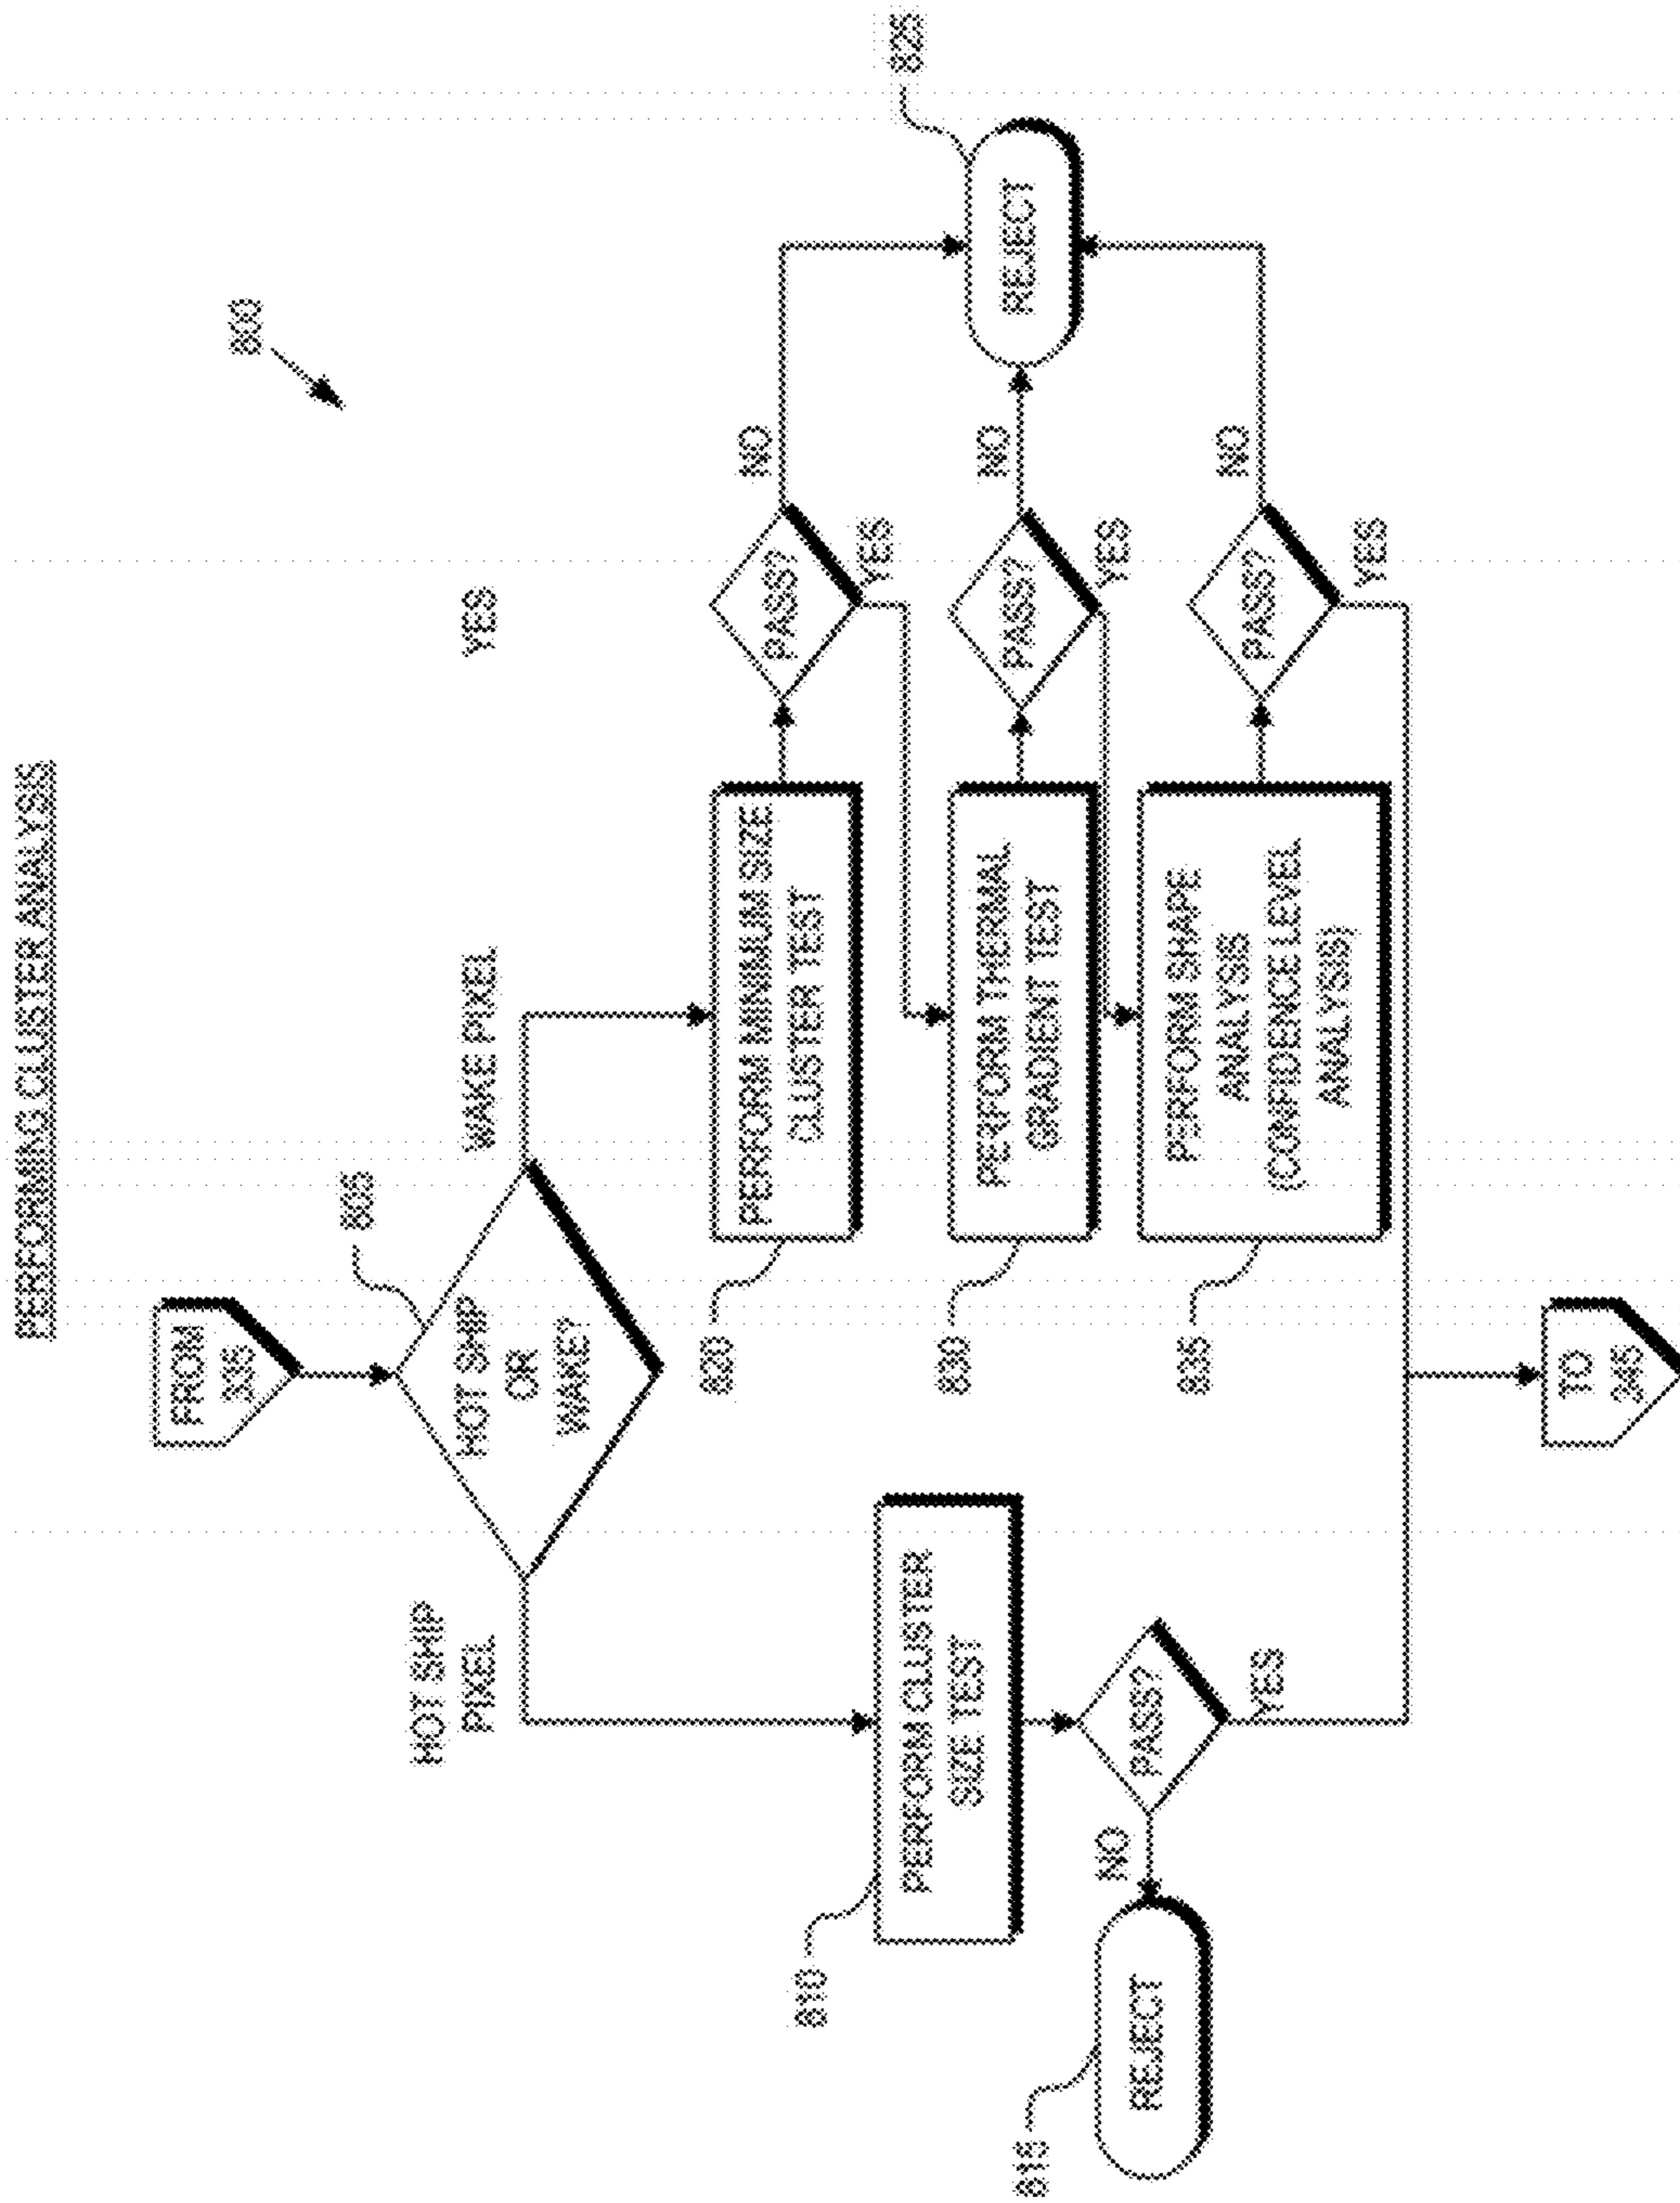 PERFORMING CLUSTER ANALYSIS
800
FROM
335
805
HOT SHIP
OR
WAKE?
HOT SHIP
PIXEL
WAKE PIXEL
YES
810
PERFORM CLUSTER
SIZE TEST
PASS?
NO
YES
815
REJECT
820
PERFORM MINIMUM SIZE
CLUSTER TEST
PASS?
NO
YES
825
REJECT
830
PERFORM THERMAL
GRADIENT TEST
PASS?
NO
YES
835
PERFORM SHAPE
ANALYSIS
(CONFIDENCE LEVEL
ANALYSIS)
PASS?
NO
YES
TO
345